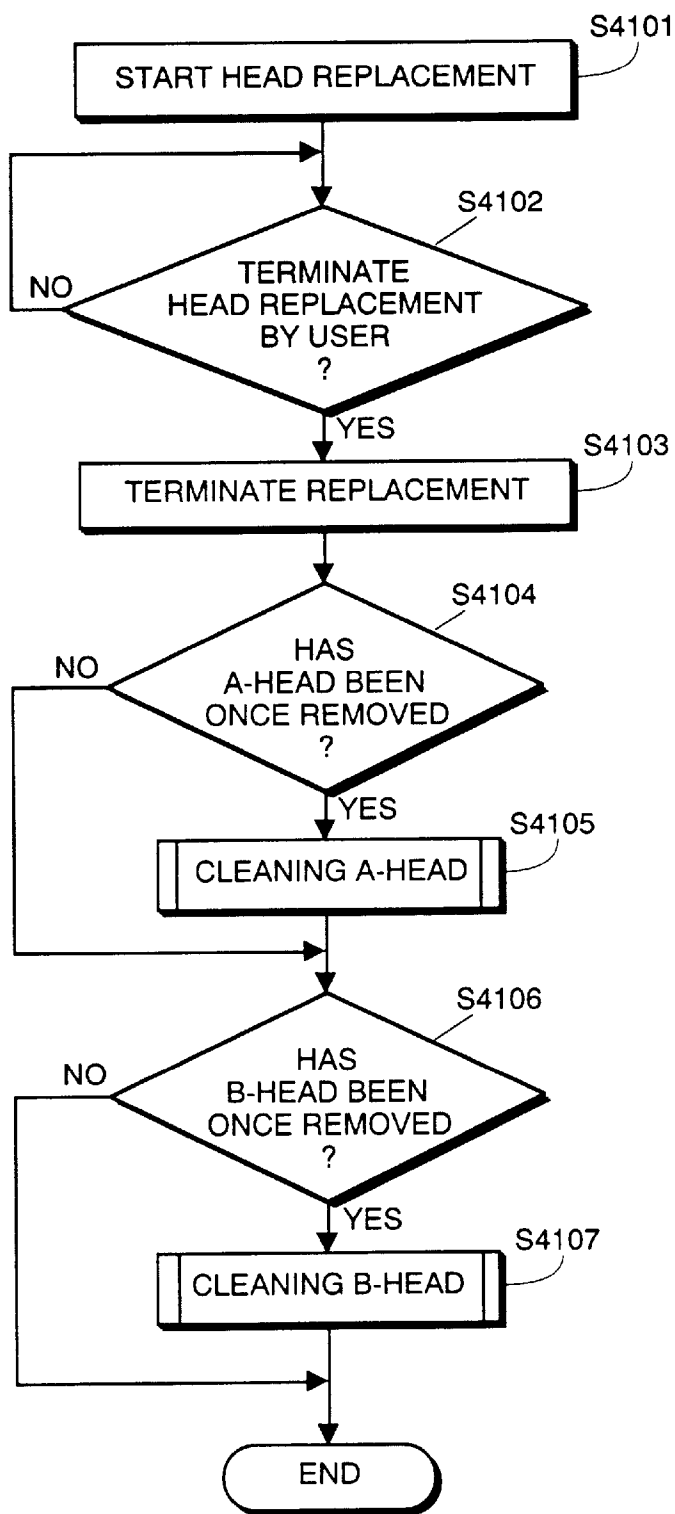 S4101
START HEAD REPLACEMENT
S4102
NO
TERMINATE
HEAD REPLACEMENT
BY USER
?
YES
S4103
TERMINATE REPLACEMENT
S4104
NO
HAS
A-HEAD BEEN
ONCE REMOVED
?
YES
S4105
CLEANING A-HEAD
S4106
NO
HAS
B-HEAD BEEN
ONCE REMOVED
?
YES
S4107
CLEANING B-HEAD
END